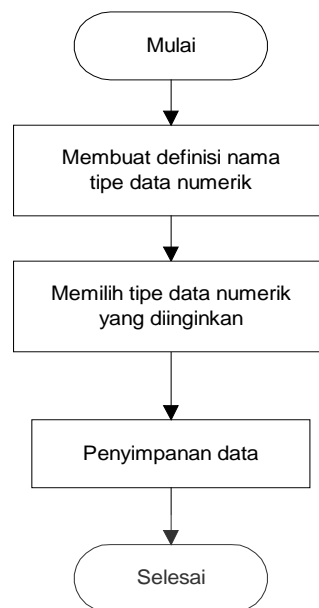 Mulai
Membuat definisi nama
tipe data numerik
Memilih tipe data numerik
yang diinginkan
Penyimpanan data
Selesai